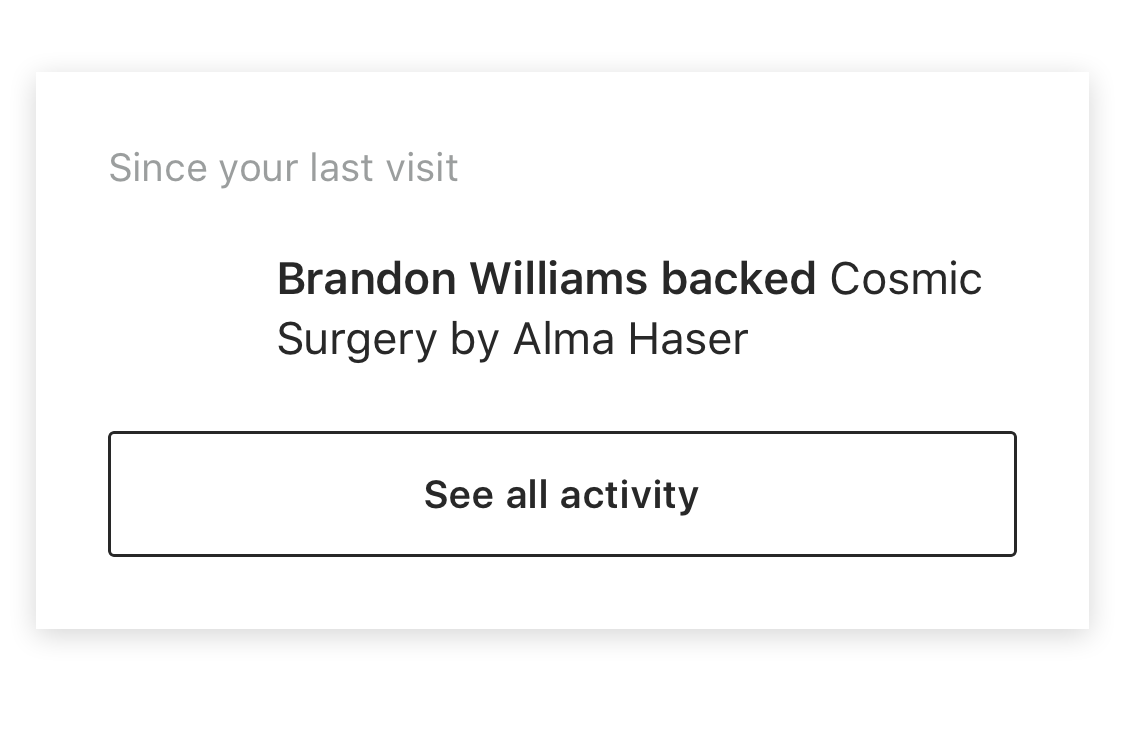 Since your last visit
Brandon Williams backed Cosmic
Surgery by Alma Haser
See all activity